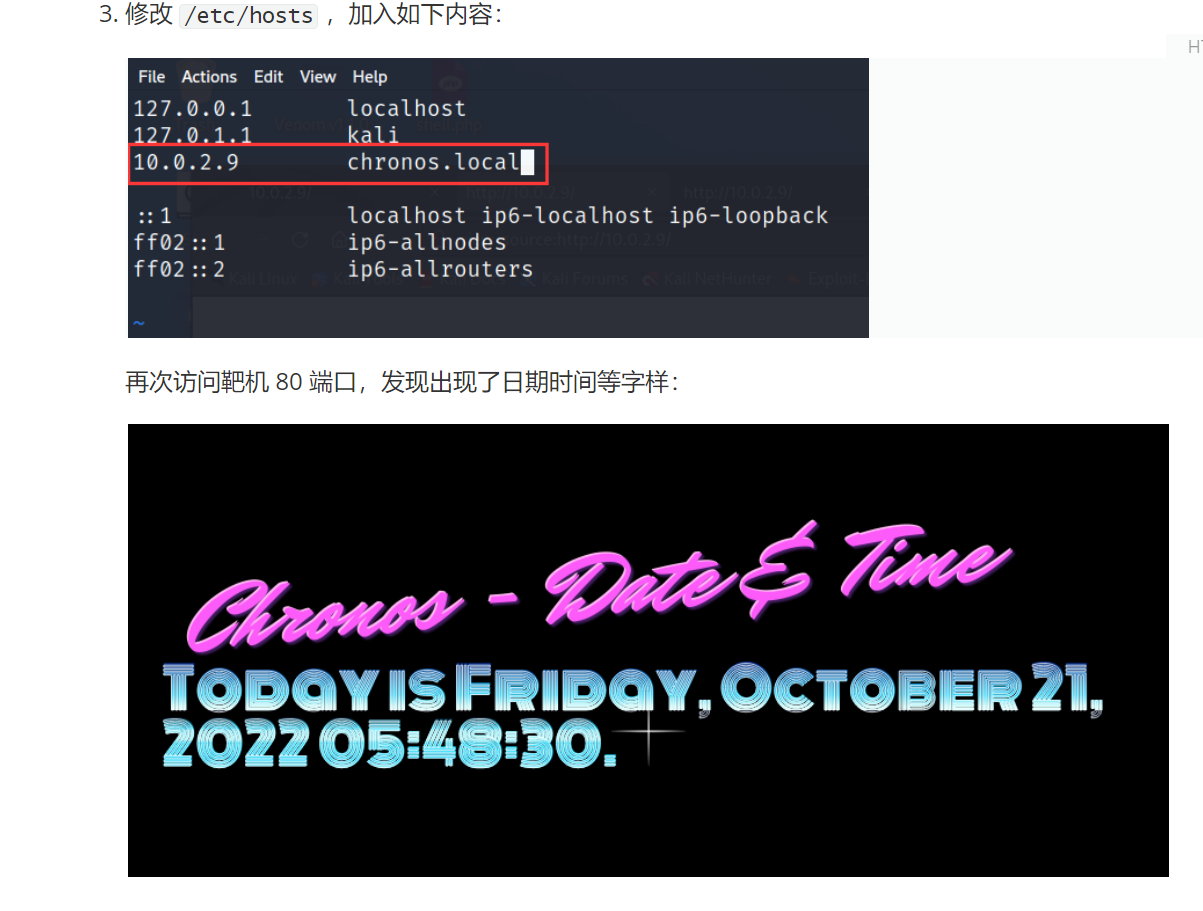 3. 修改 /etc/hosts ，加入如下内容：
HT
File Actions Edit View Help
127.0.0.1 localhost
127.0.1.1 kali
10.0.2.9 chronos.local
::1 localhost ip6-localhost ip6-loopback
ff02::1 ip6-allnodes
ff02::2 ip6-allrouters
~
再次访问靶机 80 端口，发现出现了日期时间等字样：
Chronos - Date & Time
Today is Friday, October 21,
2022 05:48:30.